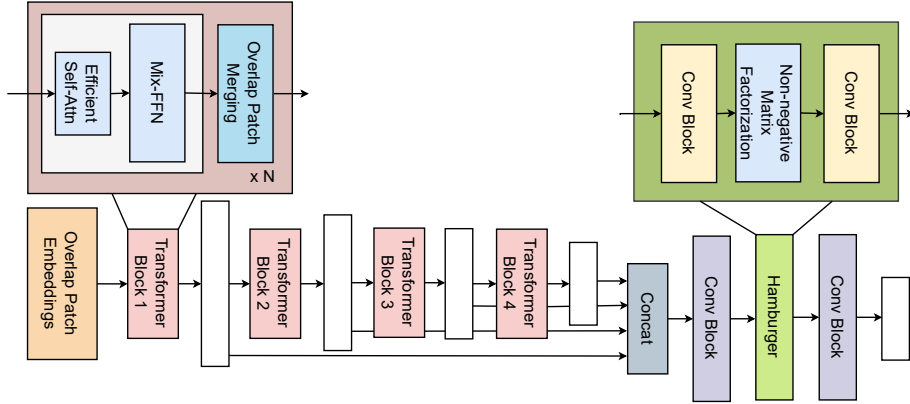 Efficient
Self-Attn
Mix-FFN
Overlap Patch
Merging
x N
Conv Block
Non-negative
Matrix
Factorization
Conv Block
Overlap Patch
Embeddings
Transformer
Block 1
Transformer
Block 2
Transformer
Block 3
Transformer
Block 4
Concat
Conv Block
Hamburger
Conv Block